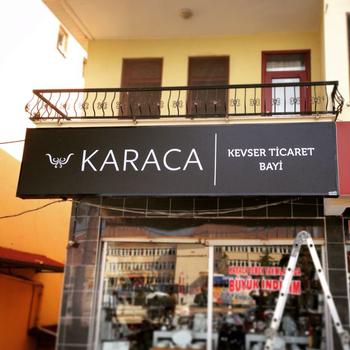 KARACA
KEVSER TİCARET
BAYİ
BÜYÜK İNDİRİM